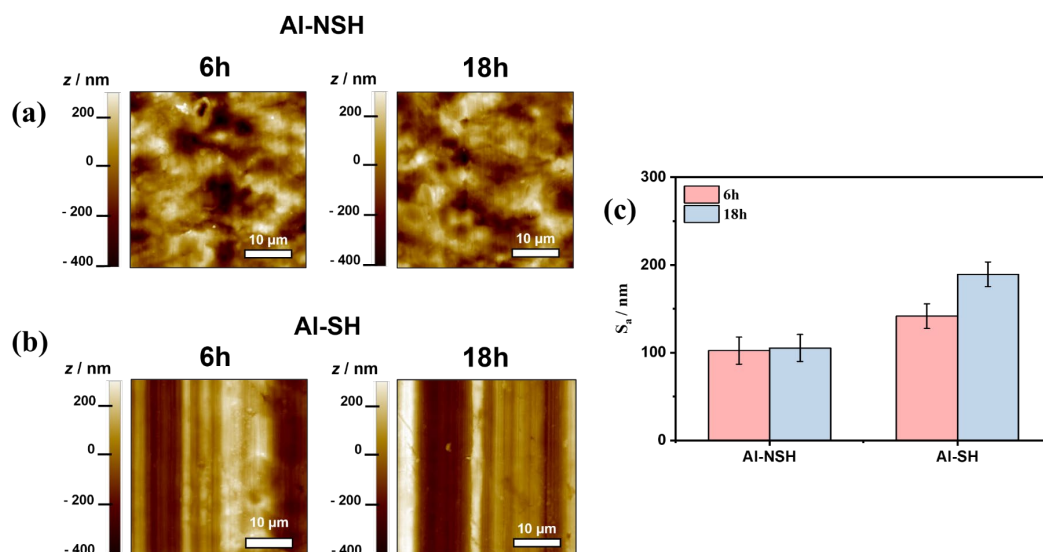 Al-NSH
6h
18h
(a)
z / nm
200
0
- 200
- 400
10 µm
z / nm
200
0
- 200
- 400
10 µm
Al-SH
6h
18h
(b)
z / nm
200
0
- 200
- 400
10 µm
z / nm
200
0
- 200
- 400
10 µm
(c)
6h
18h
300
200
100
0
Sa / nm
Al-NSH
Al-SH